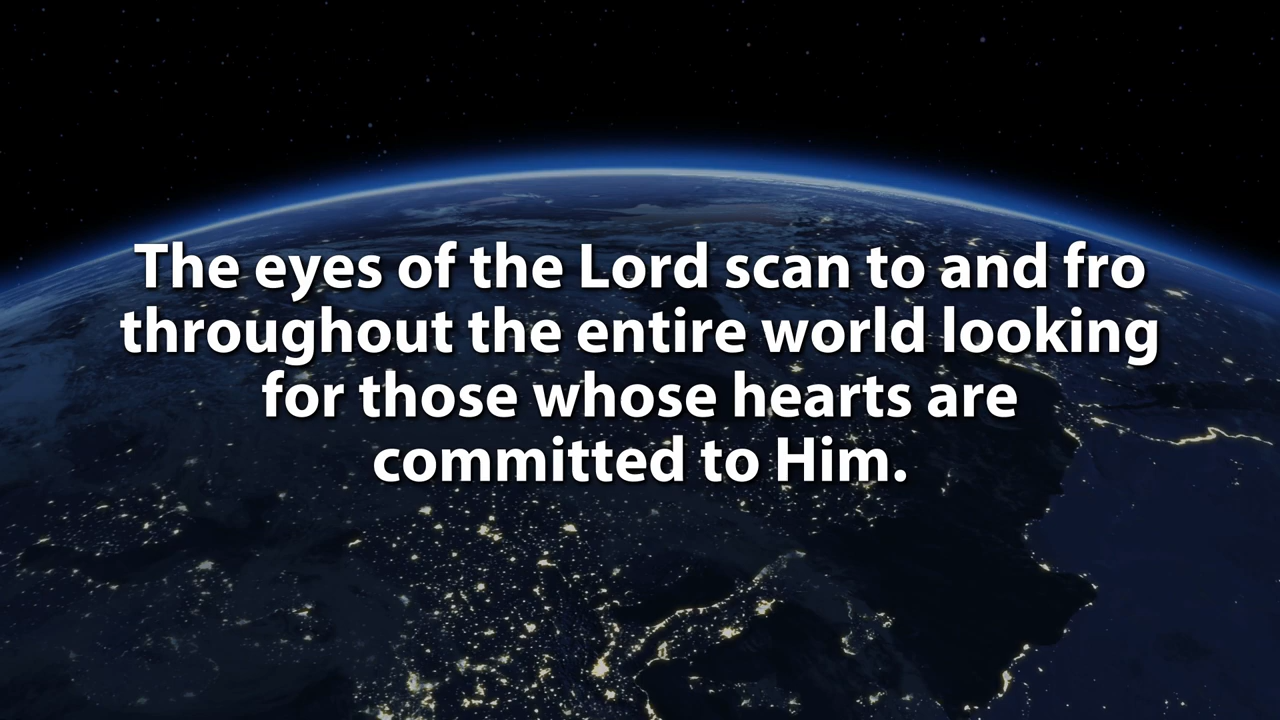 The eyes of the Lord scan to and fro
throughout the entire world looking
for those whose hearts are
committed to Him.